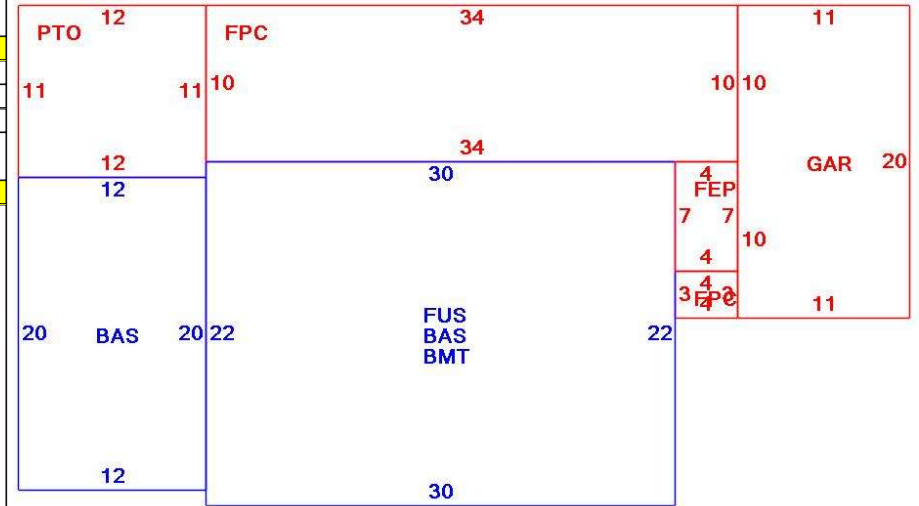 12 34 11
PTO FPC
11 11 10 10 10
12 34 GAR 20
12 30 4
FEP
7 7
10
4
4
3 FPC 3
4 11
FUS
20 BAS 20 22 BAS 22
BMT
12 30